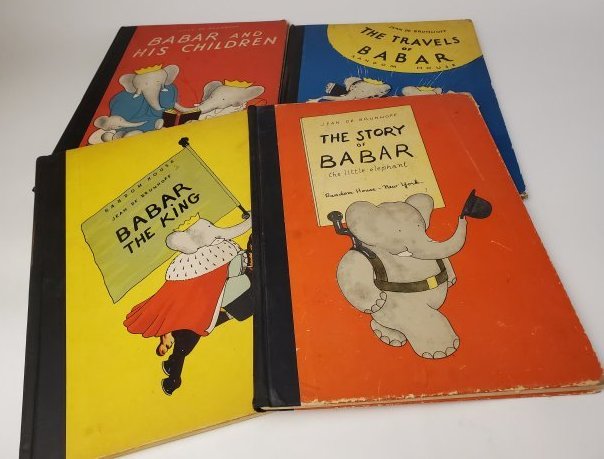 BABAR AND
HIS CHILDREN
JEAN DE BRUNHOFF
THE TRAVELS
OF
BABAR
RANDOM HOUSE
RANDOM HOUSE
JEAN DE BRUNHOFF
BABAR
THE KING
JEAN DE BRUNHOFF
THE STORY
OF
BABAR
the little elephant
Random House - New York